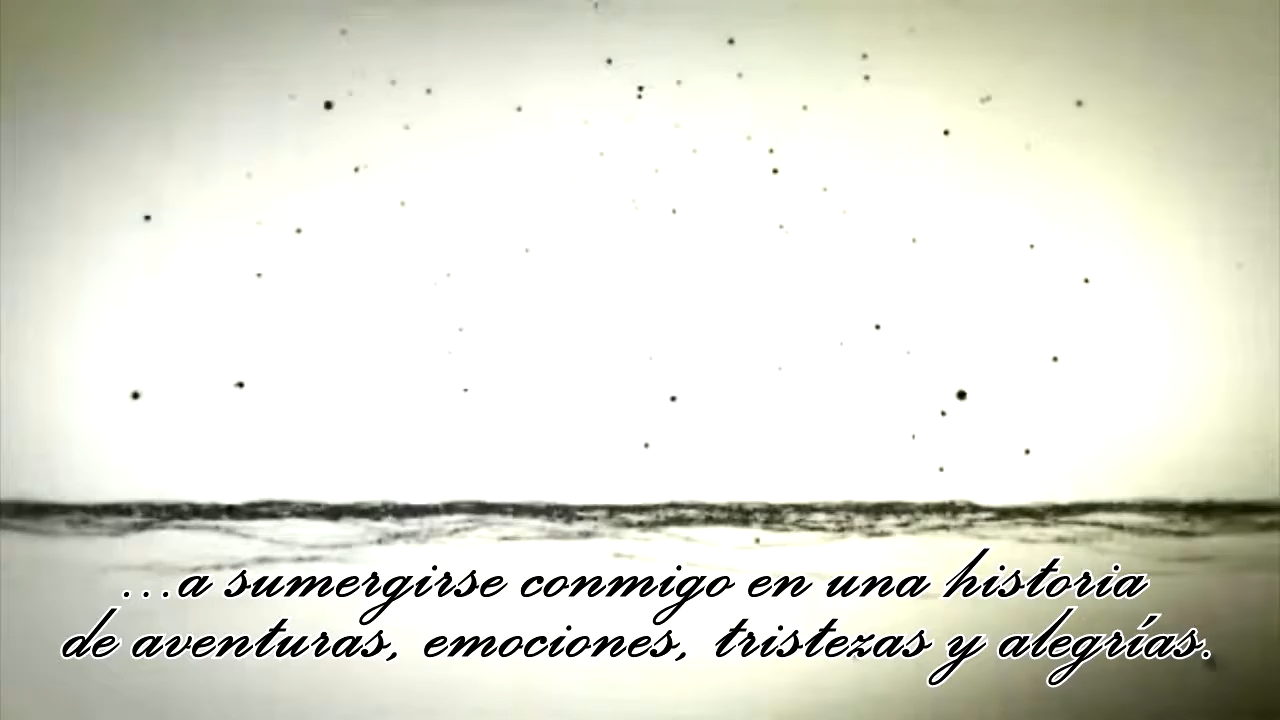 ...a sumergirse conmigo en una historia
de aventuras, emociones, tristezas y alegrías.